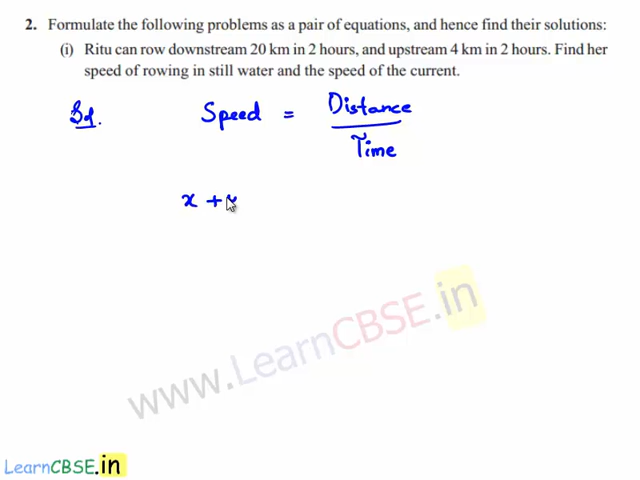 2. Formulate the following problems as a pair of equations, and hence find their solutions:
(i) Ritu can row downstream 20 km in 2 hours, and upstream 4 km in 2 hours. Find her
speed of rowing in still water and the speed of the current.
Sol. Speed = Distance
Time
x +
www.LearnCBSE.in
LearnCBSE.in